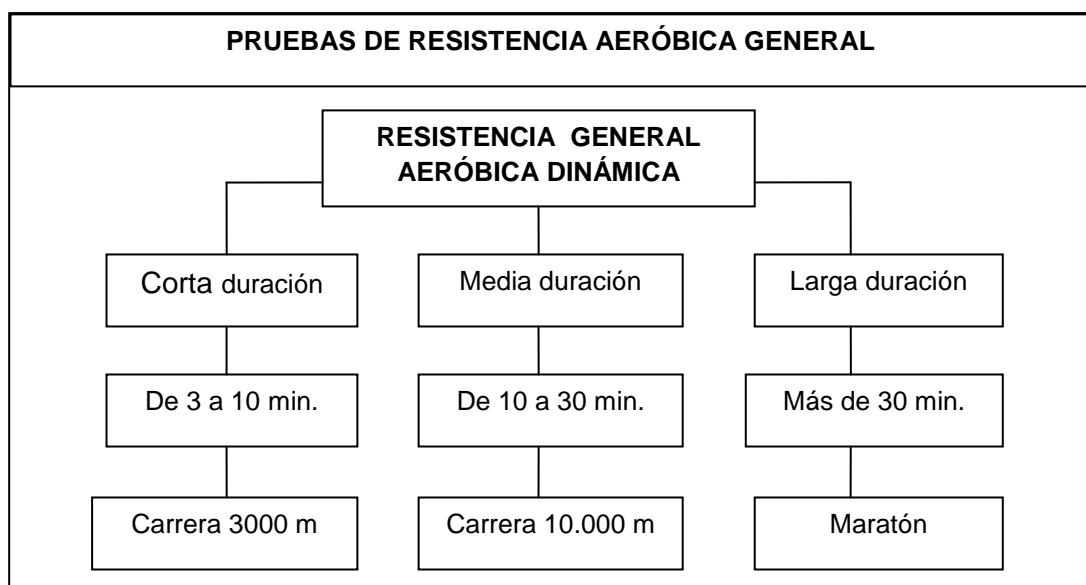 PRUEBAS DE RESISTENCIA AERÓBICA GENERAL
RESISTENCIA GENERAL
AERÓBICA DINÁMICA
Corta duración
Media duración
Larga duración
De 3 a 10 min.
De 10 a 30 min.
Más de 30 min.
Carrera 3000 m
Carrera 10.000 m
Maratón